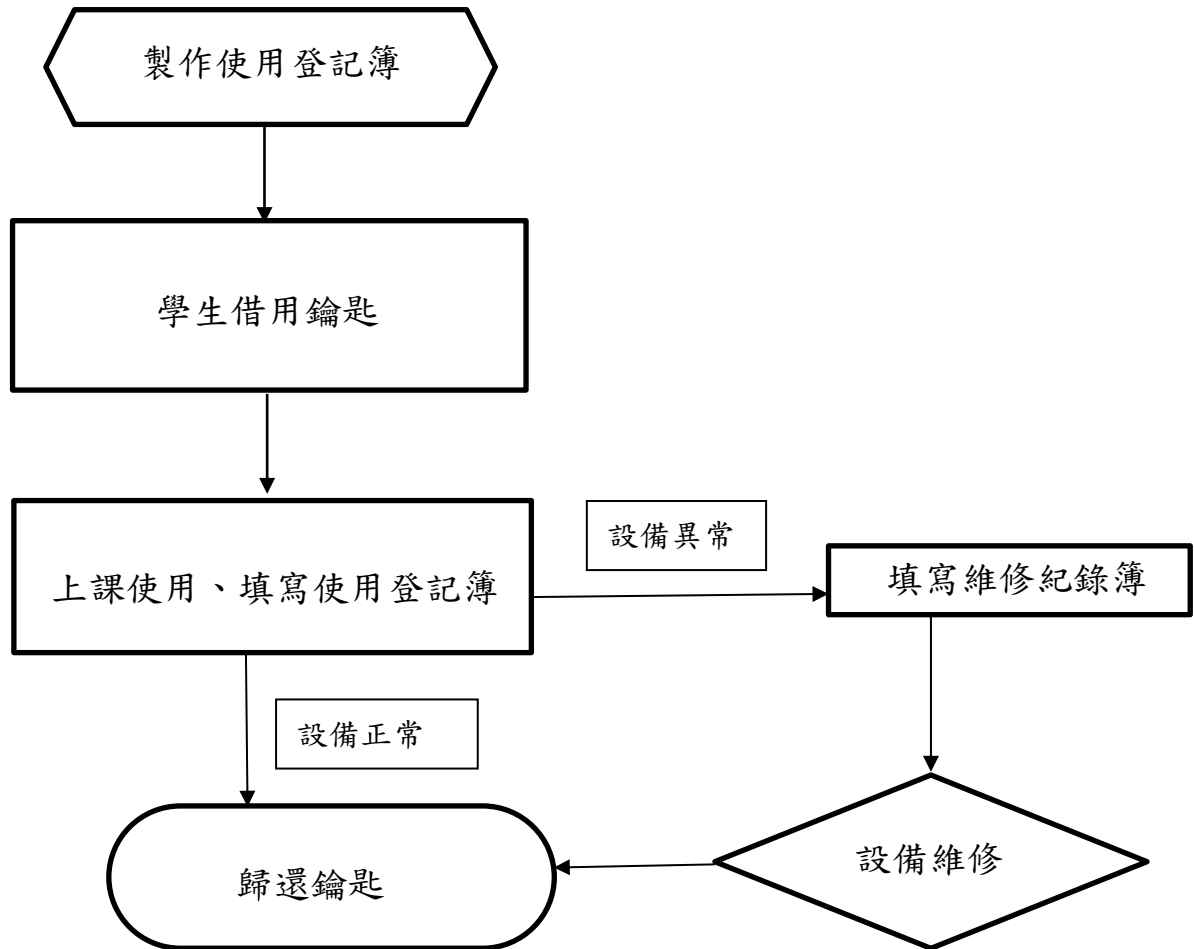 製作使用登記簿
學生借用鑰匙
上課使用、填寫使用登記簿
設備異常
填寫維修紀錄簿
設備正常
設備維修
歸還鑰匙